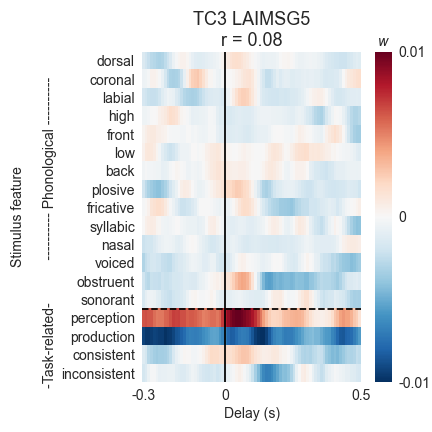 TC3 LAIMSG5
r = 0.08
w
Stimulus feature
---------- Phonological ----------
-Task-related-
dorsal
coronal
labial
high
front
low
back
plosive
fricative
syllabic
nasal
voiced
obstruent
sonorant
perception
production
consistent
inconsistent
0.01
0
-0.01
-0.3
0
0.5
Delay (s)